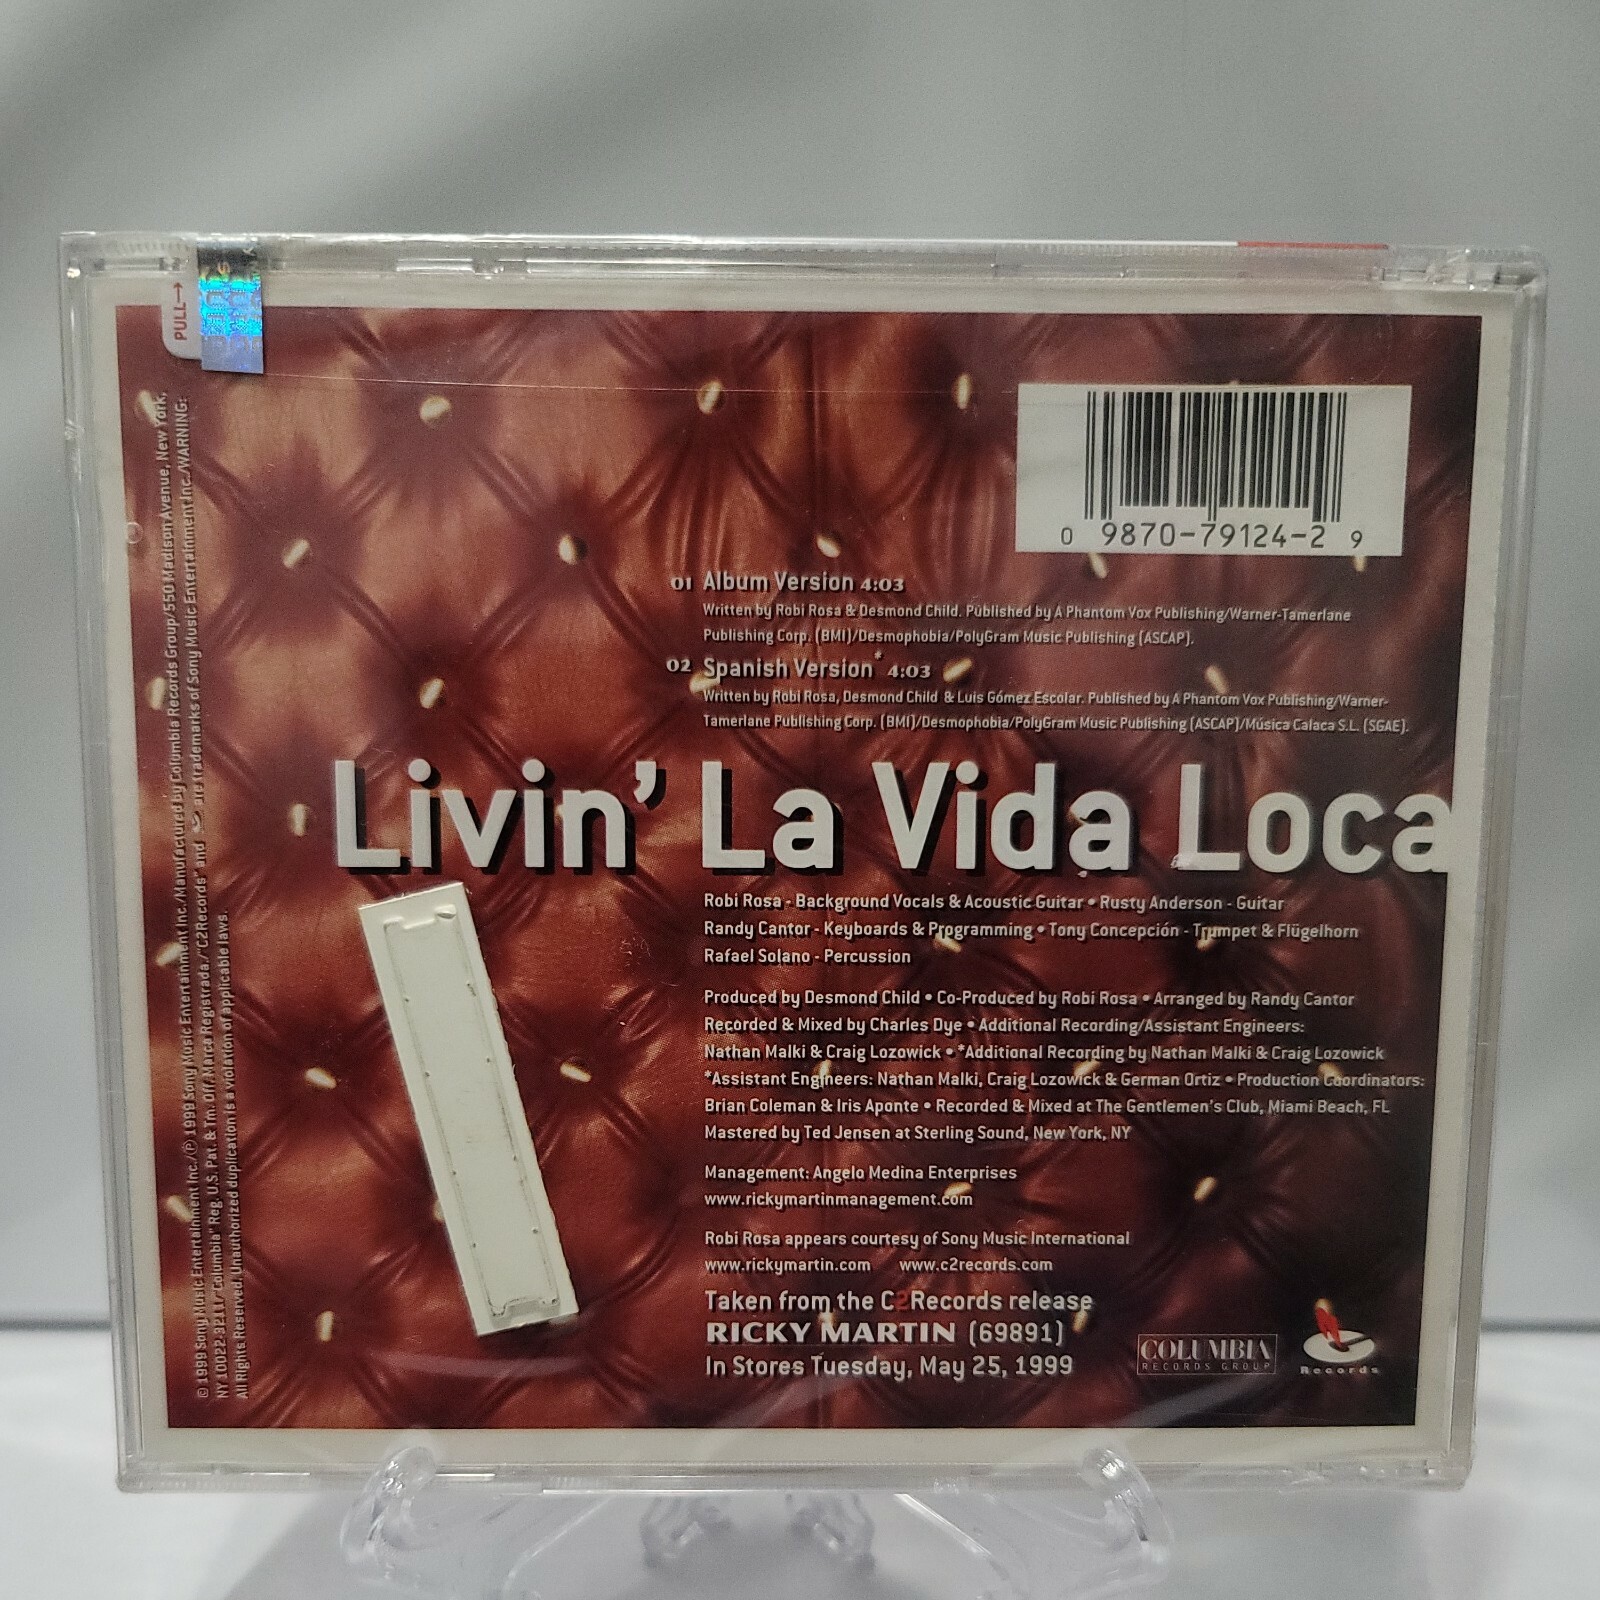 PULL→
0 9870-79124-2 9
01 Album Version 4:03
Written by Robi Rosa & Desmond Child. Published by A Phantom Vox Publishing/Warner-Tamerlane
Publishing Corp. (BMI)/Desmophobia/PolyGram Music Publishing (ASCAP).
02 Spanish Version* 4:03
Written by Robi Rosa, Desmond Child & Luis Gómez Escolar. Published by A Phantom Vox Publishing/Warner-
Tamerlane Publishing Corp. (BMI)/Desmophobia/PolyGram Music Publishing (ASCAP)/Música Calaca S.L. (SGAE).
Livin' La Vida Loca
Robi Rosa - Background Vocals & Acoustic Guitar • Rusty Anderson - Guitar
Randy Cantor - Keyboards & Programming • Tony Concepción - Trumpet & Flügelhorn
Rafael Solano - Percussion
Produced by Desmond Child • Co-Produced by Robi Rosa • Arranged by Randy Cantor
Recorded & Mixed by Charles Dye • Additional Recording/Assistant Engineers:
Nathan Malki & Craig Lozowick • *Additional Recording by Nathan Malki & Craig Lozowick
*Assistant Engineers: Nathan Malki, Craig Lozowick & German Ortiz • Production Coordinators:
Brian Coleman & Iris Aponte • Recorded & Mixed at The Gentlemen's Club, Miami Beach, FL
Mastered by Ted Jensen at Sterling Sound, New York, NY
Management: Angelo Medina Enterprises
www.rickymartinmanagement.com
Robi Rosa appears courtesy of Sony Music International
www.rickymartin.com www.c2records.com
Taken from the C2Records release
RICKY MARTIN (69891)
In Stores Tuesday, May 25, 1999
COLUMBIA
RECORDS GROUP
Records
© 1999 Sony Music Entertainment Inc./℗ 1999 Sony Music Entertainment Inc./Manufactured by Columbia Records Group/550 Madison Avenue, New York,
NY 10022-3211/"Columbia" Reg. U.S. Pat. & Tm. Off. Marca Registrada./"C2Records" and are trademarks of Sony Music Entertainment Inc./WARNING:
All Rights Reserved. Unauthorized duplication is a violation of applicable laws.